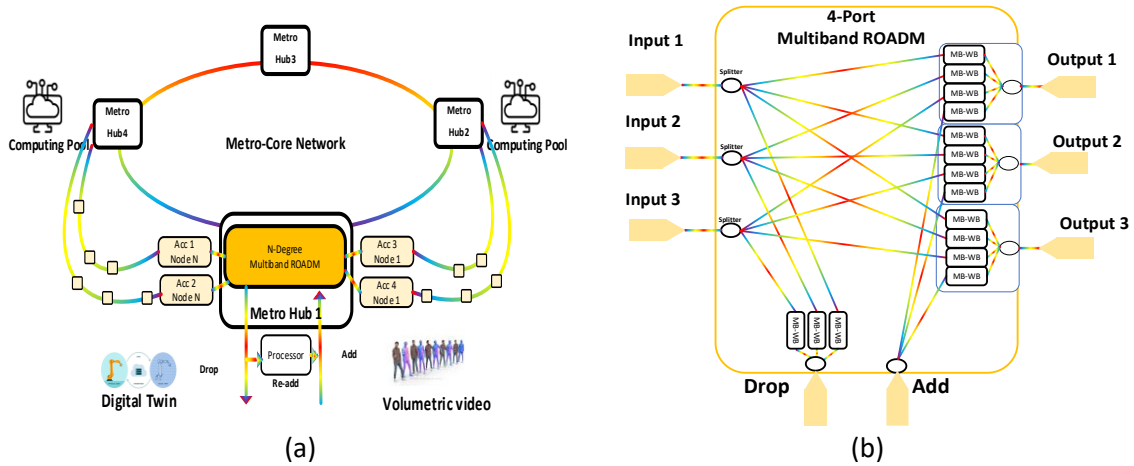 Metro
Hub3
Metro
Hub4
Metro
Hub2
Computing Pool
Computing Pool
Metro-Core Network
Acc 1
Node N
Acc 2
Node N
N-Degree
Multiband ROADM
Acc 3
Node 1
Acc 4
Node 1
Metro Hub 1
Processor
Drop
Add
Re-add
Digital Twin
Volumetric video
(a)
4-Port
Multiband ROADM
Input 1
Input 2
Input 3
Splitter
Splitter
Splitter
MB-WB
MB-WB
MB-WB
MB-WB
MB-WB
MB-WB
MB-WB
MB-WB
MB-WB
MB-WB
MB-WB
MB-WB
Output 1
Output 2
Output 3
MB-WB
MB-WB
MB-WB
Drop
Add
(b)